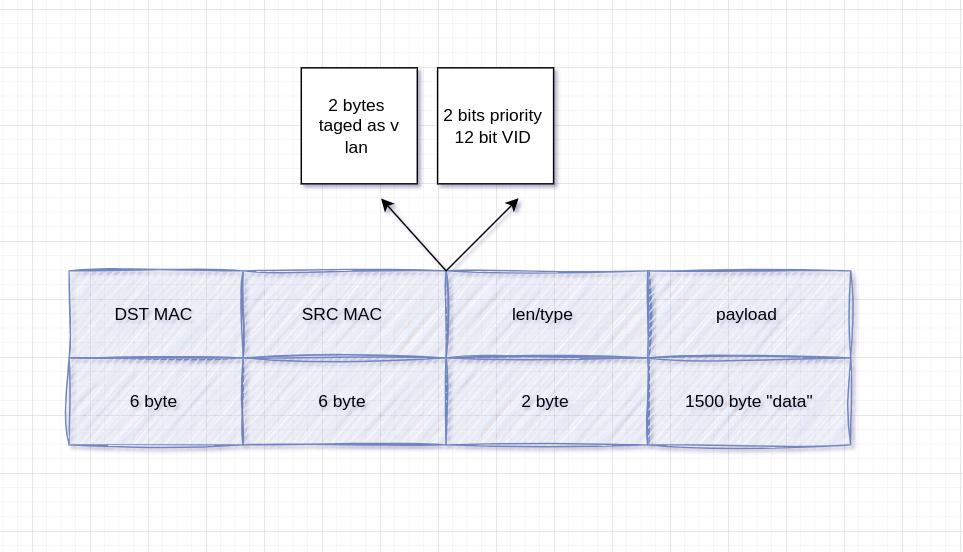 2 bytes
taged as v
lan
2 bits priority
12 bit VID
DST MAC
SRC MAC
len/type
payload
6 byte
6 byte
2 byte
1500 byte "data"